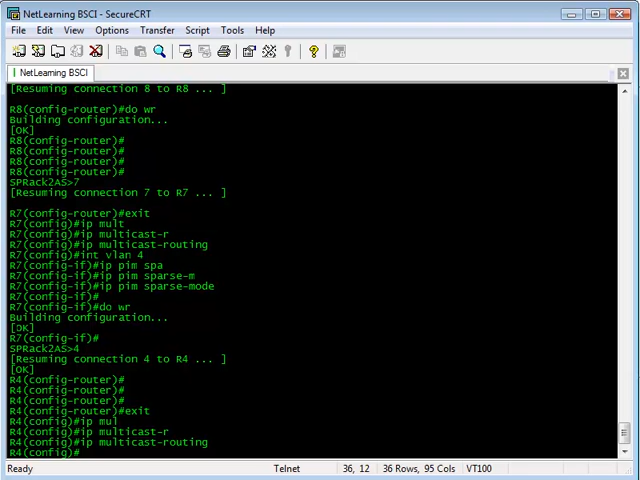 NetLearning BSCI - SecureCRT
File Edit View Options Transfer Script Tools Help
NetLearning BSCI
[Resuming connection 8 to R8 ... ]
R8(config-router)#do wr
Building configuration...
[OK]
R8(config-router)#
R8(config-router)#
R8(config-router)#
R8(config-router)#
SPRack2AS>7
[Resuming connection 7 to R7 ... ]
R7(config-router)#exit
R7(config)#ip mult
R7(config)#ip multicast-r
R7(config)#ip multicast-routing
R7(config)#int vlan 4
R7(config-if)#ip pim spa
R7(config-if)#ip pim sparse-m
R7(config-if)#ip pim sparse-mode
R7(config-if)#
R7(config-if)#do wr
Building configuration...
[OK]
R7(config-if)#
SPRack2AS>4
[Resuming connection 4 to R4 ... ]
[OK]
R4(config-router)#
R4(config-router)#
R4(config-router)#
R4(config-router)#exit
R4(config)#ip mul
R4(config)#ip multicast-r
R4(config)#ip multicast-routing
R4(config)#
Ready Telnet 36, 12 36 Rows, 95 Cols VT100